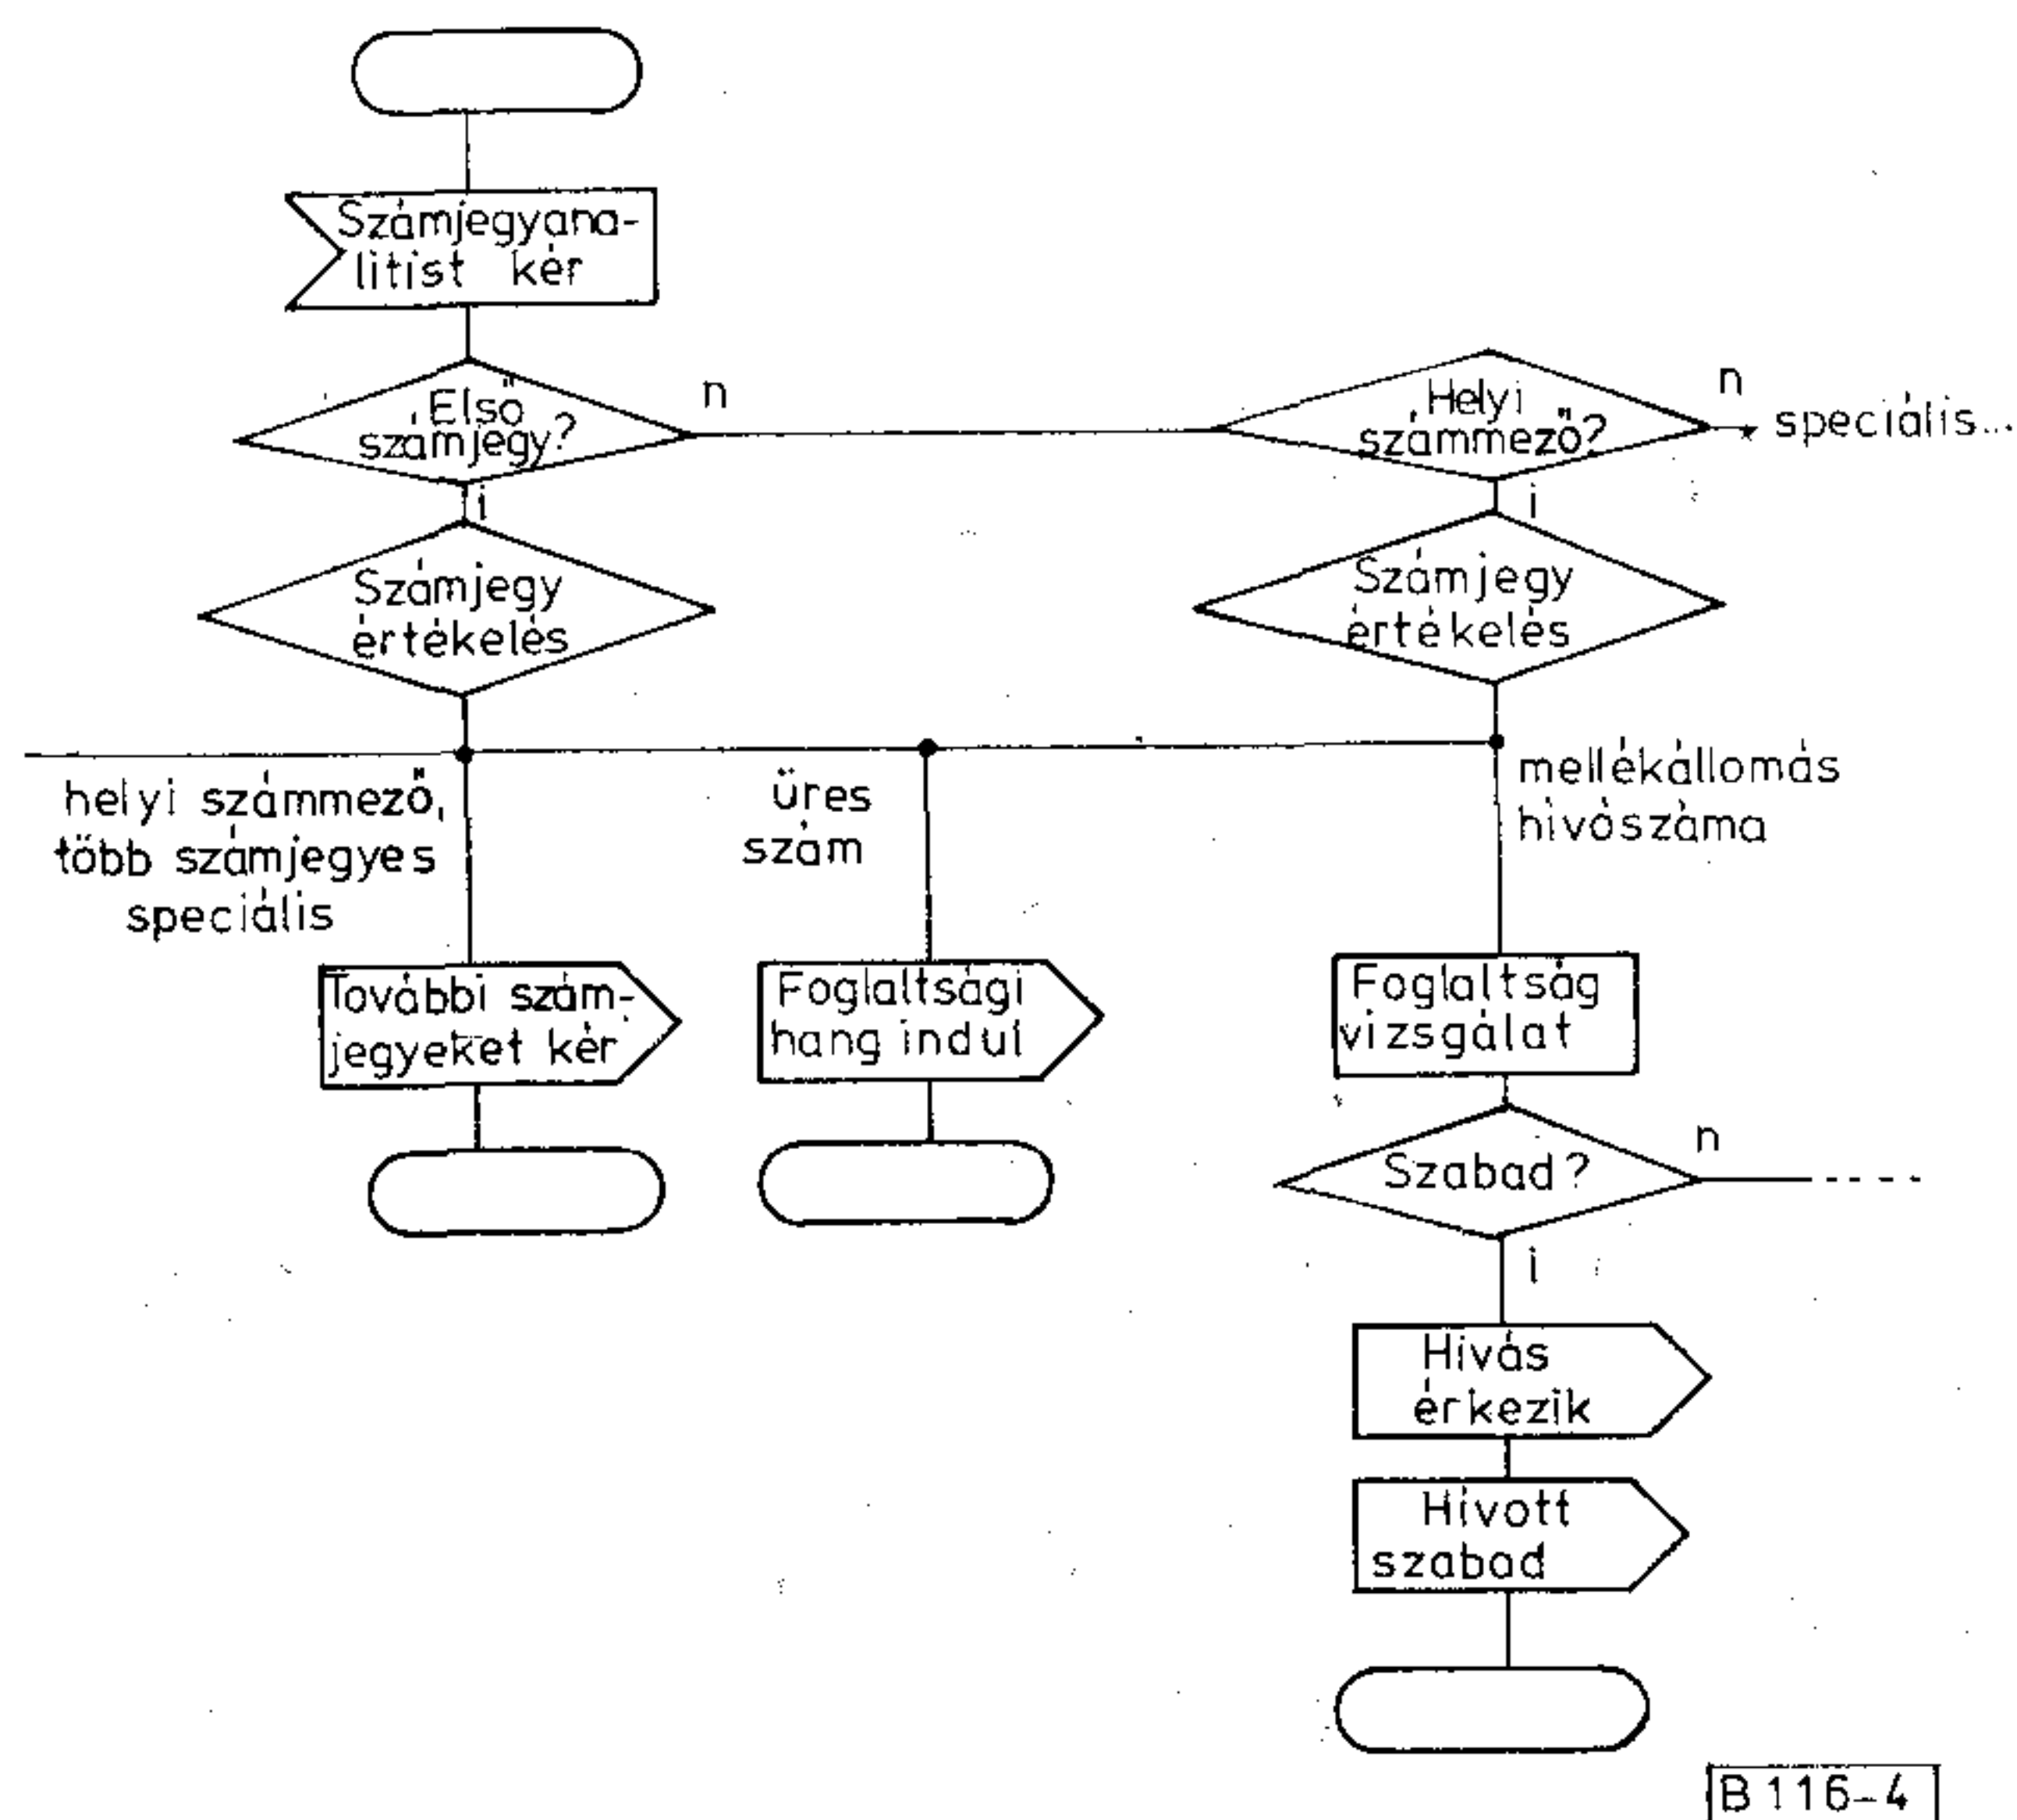 Számjegyana-
litist kér
Első
számjegy?
n
i
Helyi
számmező?
n
speciális...
i
Számjegy
értékelés
Számjegy
értékelés
helyi számmező,
több számjegyes
speciális
üres
szám
mellékállomás
hívószáma
További szám-
jegyeket kér
Foglaltsági
hang indul
Foglaltság
vizsgálat
Szabad?
n
i
Hívás
érkezik
Hívott
szabad
B 116-4